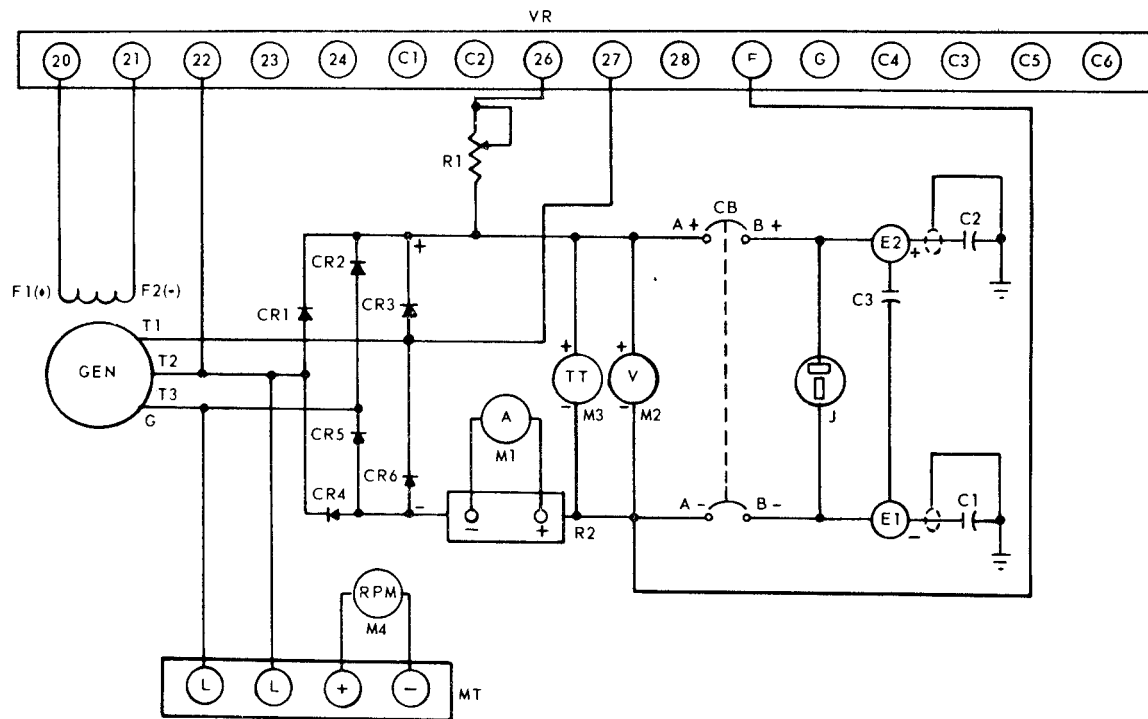 VR
20 21 22 23 24 C1 C2 26 27 28 F G C4 C3 C5 C6
R1
A + CB B +
C2
E2
+
CR2
+
F1(+) F2(-)
CR1
CR3
C3
T1
GEN
T2
+ +
TT V
- M3 - M2
J
T3
G
A
M1
CR5
CR6
CR4
-
- +
R2
A - B -
E1
-
C1
RPM
M4
L L + -
MT